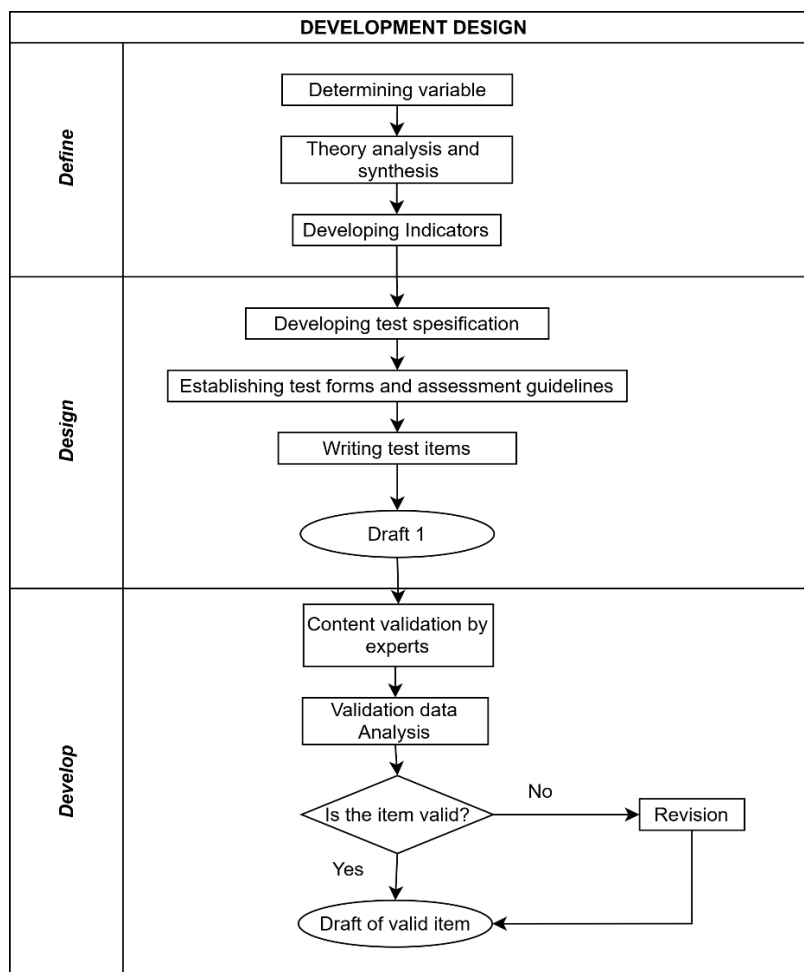 DEVELOPMENT DESIGN
Define
Determining variable
Theory analysis and
synthesis
Developing Indicators
Design
Developing test spesification
Establishing test forms and assessment guidelines
Writing test items
Draft 1
Develop
Content validation by
experts
Validation data
Analysis
Is the item valid?
No
Revision
Yes
Draft of valid item